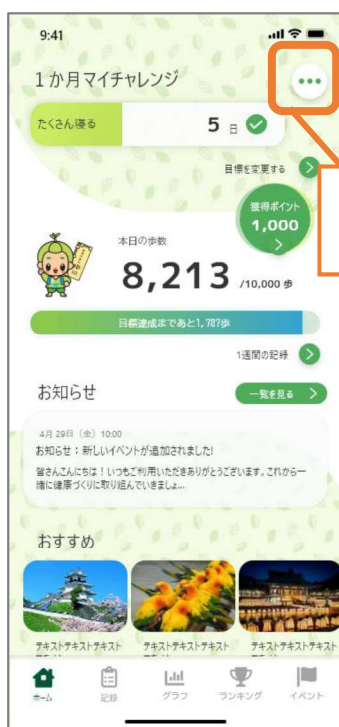 9:41
1か月マイチャレンジ
たくさん寝る
5 日
目標を変更する
獲得ポイント
1,000
本日の歩数
8,213 /10,000 歩
目標達成まであと1,787歩
1週間の記録
お知らせ
一覧を見る
4月29日（金）10:00
お知らせ：新しいイベントが追加されました!
皆さんこんにちは！いつもご利用いただきありがとうございます。これから一
緒に健康づくりに取り組んでいきましょ...
おすすめ
テキストテキストテキスト
テキストテキストテキスト
テキストテキストテキスト
ホーム
記録
グラフ
ランキング
イベント